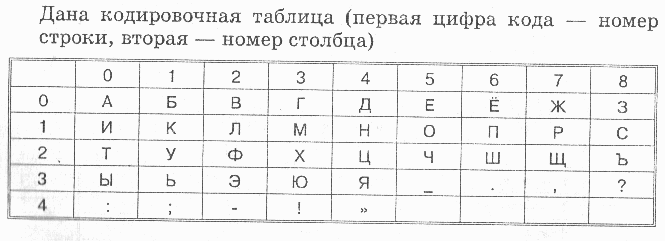 Дана кодировочная таблица (первая цифра кода — номер
строки, вторая — номер столбца)
0 1 2 3 4 5 6 7 8
0 А Б В Г Д Е Ё Ж З
1 И К Л М Н О П Р С
2 Т У Ф Х Ц Ч Ш Щ Ъ
3 Ы Ь Э Ю Я _ . , ?
4 : ; - ! »